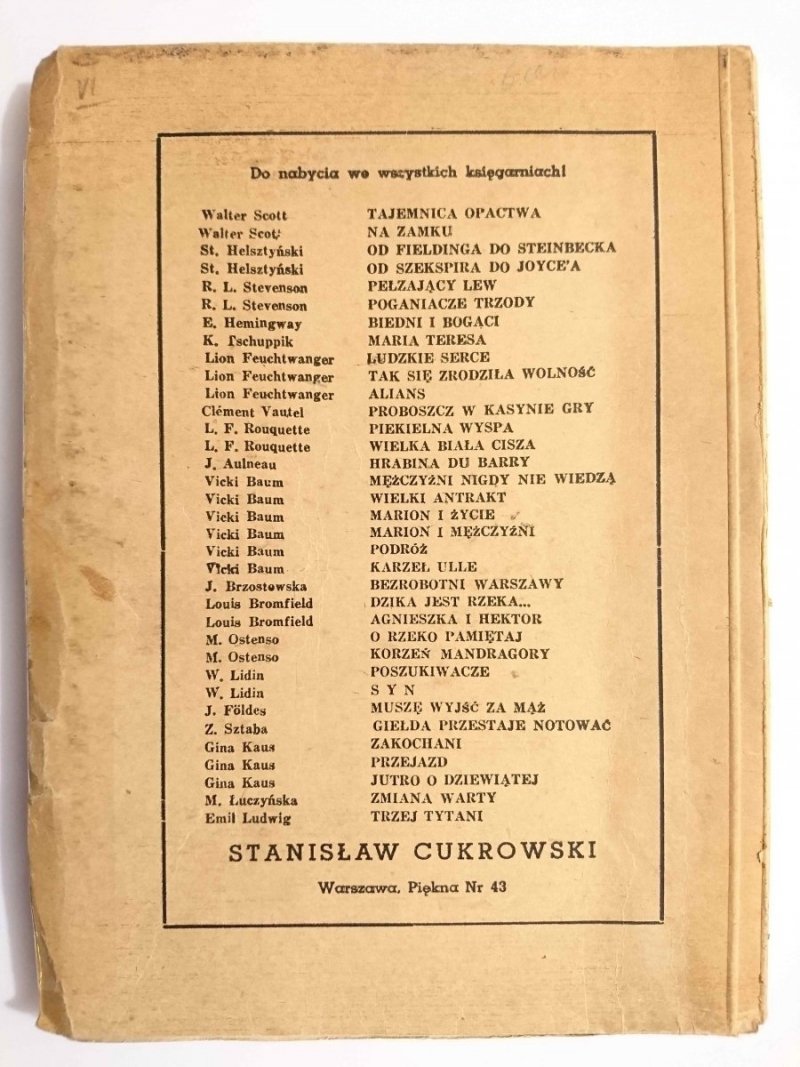 VI
Do nabycia we wszystkich księgarniach!
Walter Scott TAJEMNICA OPACTWA
Walter Scott NA ZAMKU
St. Helsztyński OD FIELDINGA DO STEINBECKA
St. Helsztyński OD SZEKSPIRA DO JOYCE'A
R. L. Stevenson PEŁZAJĄCY LEW
R. L. Stevenson POGANIACZE TRZODY
E. Hemingway BIEDNI I BOGACI
K. Tschuppik MARIA TERESA
Lion Feuchtwanger LUDZKIE SERCE
Lion Feuchtwanger TAK SIĘ ZRODZIŁA WOLNOŚĆ
Lion Feuchtwanger ALIANS
Clément Vautel PROBOSZCZ W KASYNIE GRY
L. F. Rouquette PIEKIELNA WYSPA
L. F. Rouquette WIELKA BIAŁA CISZA
J. Aulneau HRABINA DU BARRY
Vicki Baum MĘŻCZYŹNI NIGDY NIE WIEDZĄ
Vicki Baum WIELKI ANTRAKT
Vicki Baum MARION I ŻYCIE
Vicki Baum MARION I MĘŻCZYŹNI
Vicki Baum PODRÓŻ
Vicki Baum KARZEŁ ULLE
J. Brzostowska BEZROBOTNI WARSZAWY
Louis Bromfield DZIKA JEST RZEKA...
Louis Bromfield AGNIESZKA I HEKTOR
M. Ostenso O RZEKO PAMIĘTAJ
M. Ostenso KORZEŃ MANDRAGORY
W. Lidin POSZUKIWACZE
W. Lidin S Y N
J. Földes MUSZĘ WYJŚĆ ZA MĄŻ
Z. Sztaba GIEŁDA PRZESTAJE NOTOWAĆ
Gina Kaus ZAKOCHANI
Gina Kaus PRZEJAZD
Gina Kaus JUTRO O DZIEWIĄTEJ
M. Łuczyńska ZMIANA WARTY
Emil Ludwig TRZEJ TYTANI
STANISŁAW CUKROWSKI
Warszawa, Piękna Nr 43